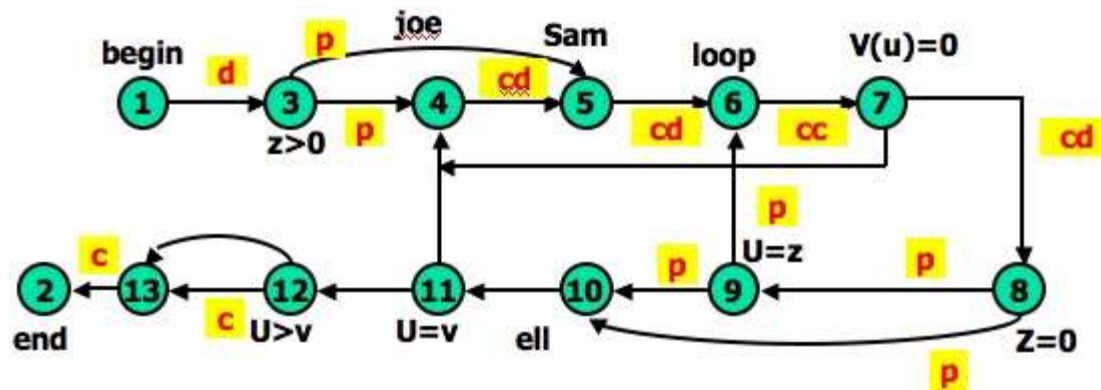 joe
p
Sam
begin
loop
V(u)=0
d
cd
1
3
4
5
6
7
p
cd
cc
cd
z>0
p
U=z
c
p
p
2
13
12
11
10
9
8
c
end
U>v
U=v
ell
Z=0
p